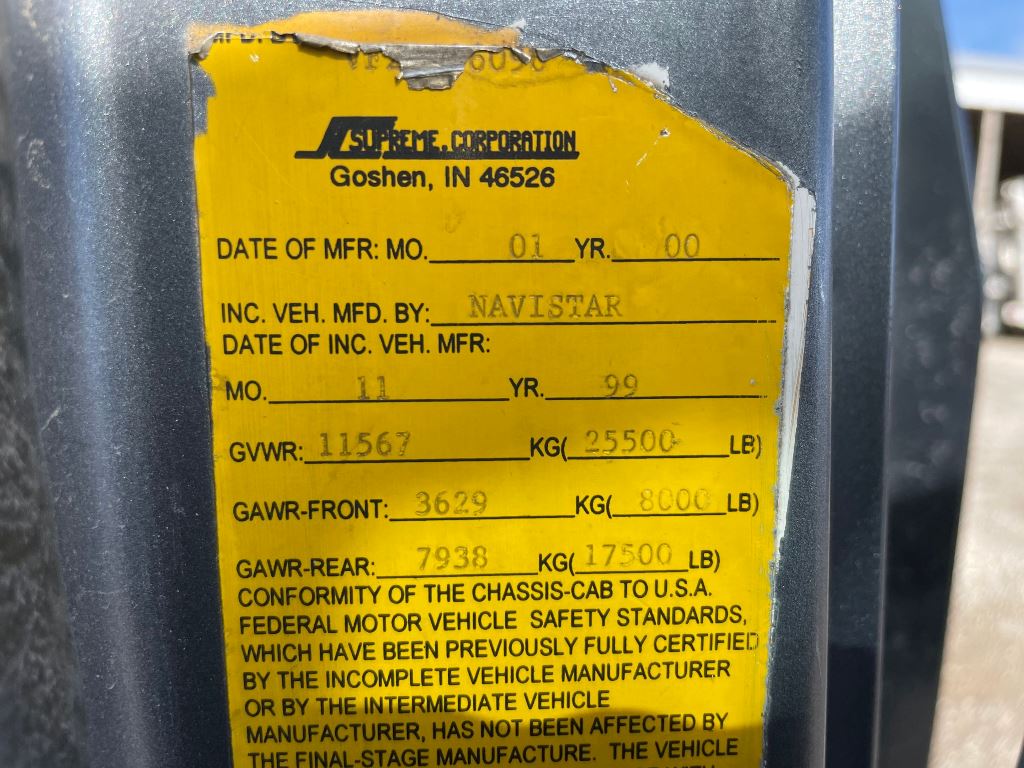 SUPREME CORPORATION
Goshen, IN 46526
DATE OF MFR: MO. 01 YR. 00
INC. VEH. MFD. BY: NAVISTAR
DATE OF INC. VEH. MFR:
MO. 11 YR. 99
GVWR: 11567 KG( 25500 LB)
GAWR-FRONT: 3629 KG( 8000 LB)
GAWR-REAR: 7938 KG( 17500 LB)
CONFORMITY OF THE CHASSIS-CAB TO U.S.A.
FEDERAL MOTOR VEHICLE SAFETY STANDARDS,
WHICH HAVE BEEN PREVIOUSLY FULLY CERTIFIED
BY THE INCOMPLETE VEHICLE MANUFACTURER
OR BY THE INTERMEDIATE VEHICLE
MANUFACTURER, HAS NOT BEEN AFFECTED BY
THE FINAL-STAGE MANUFACTURE. THE VEHICLE